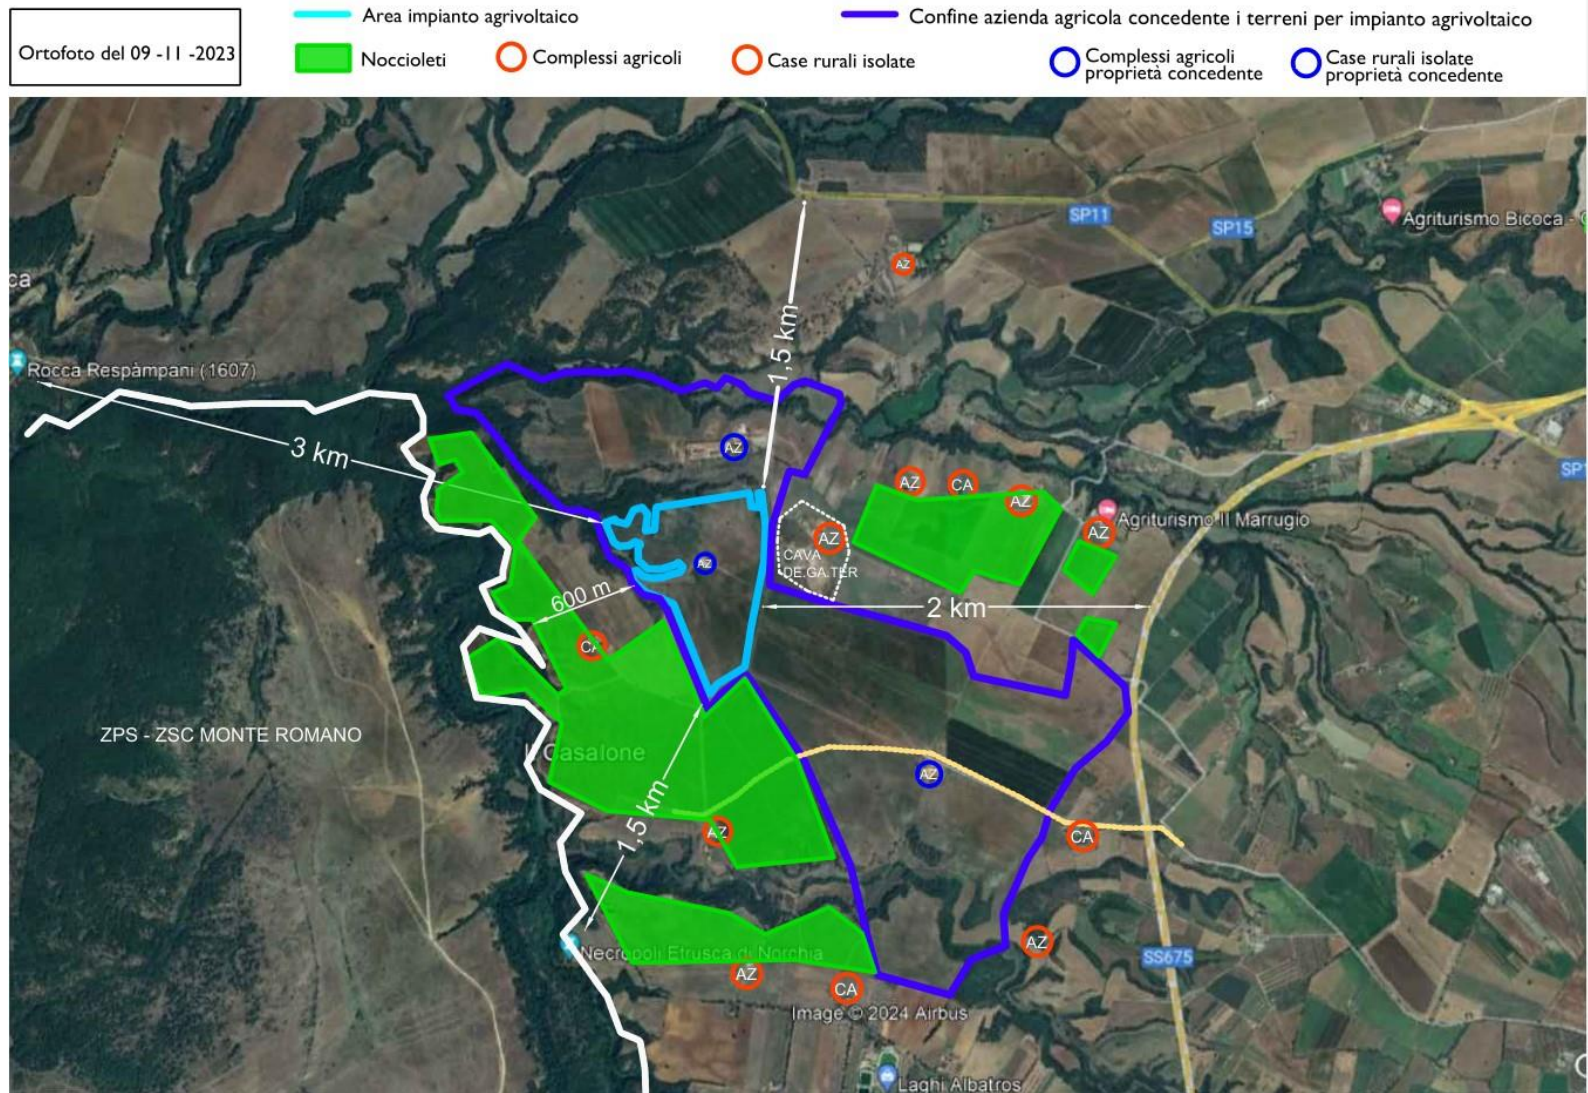 Ortofoto del 09 -11 -2023
Area impianto agrivoltaico
Confine azienda agricola concedente i terreni per impianto agrivoltaico
Noccioleti
Complessi agricoli
Case rurali isolate
Complessi agricoli
proprietà concedente
Case rurali isolate
proprietà concedente
SP11
SP15
Agriturismo Bicoca -
AZ
ca
1,5 km
Rocca Respàmpani (1607)
3 km
AZ
SP1
AZ
CA
AZ
Agriturismo Il Marrugio
AZ
AZ
CAVA
DE.GA.TER
AZ
600 m
2 km
CA
ZPS - ZSC MONTE ROMANO
Casalone
AZ
1,5 km
AZ
CA
AZ
Necropoli Etrusca di Norchia
SS675
AZ
CA
Image © 2024 Airbus
Laghi Albatros